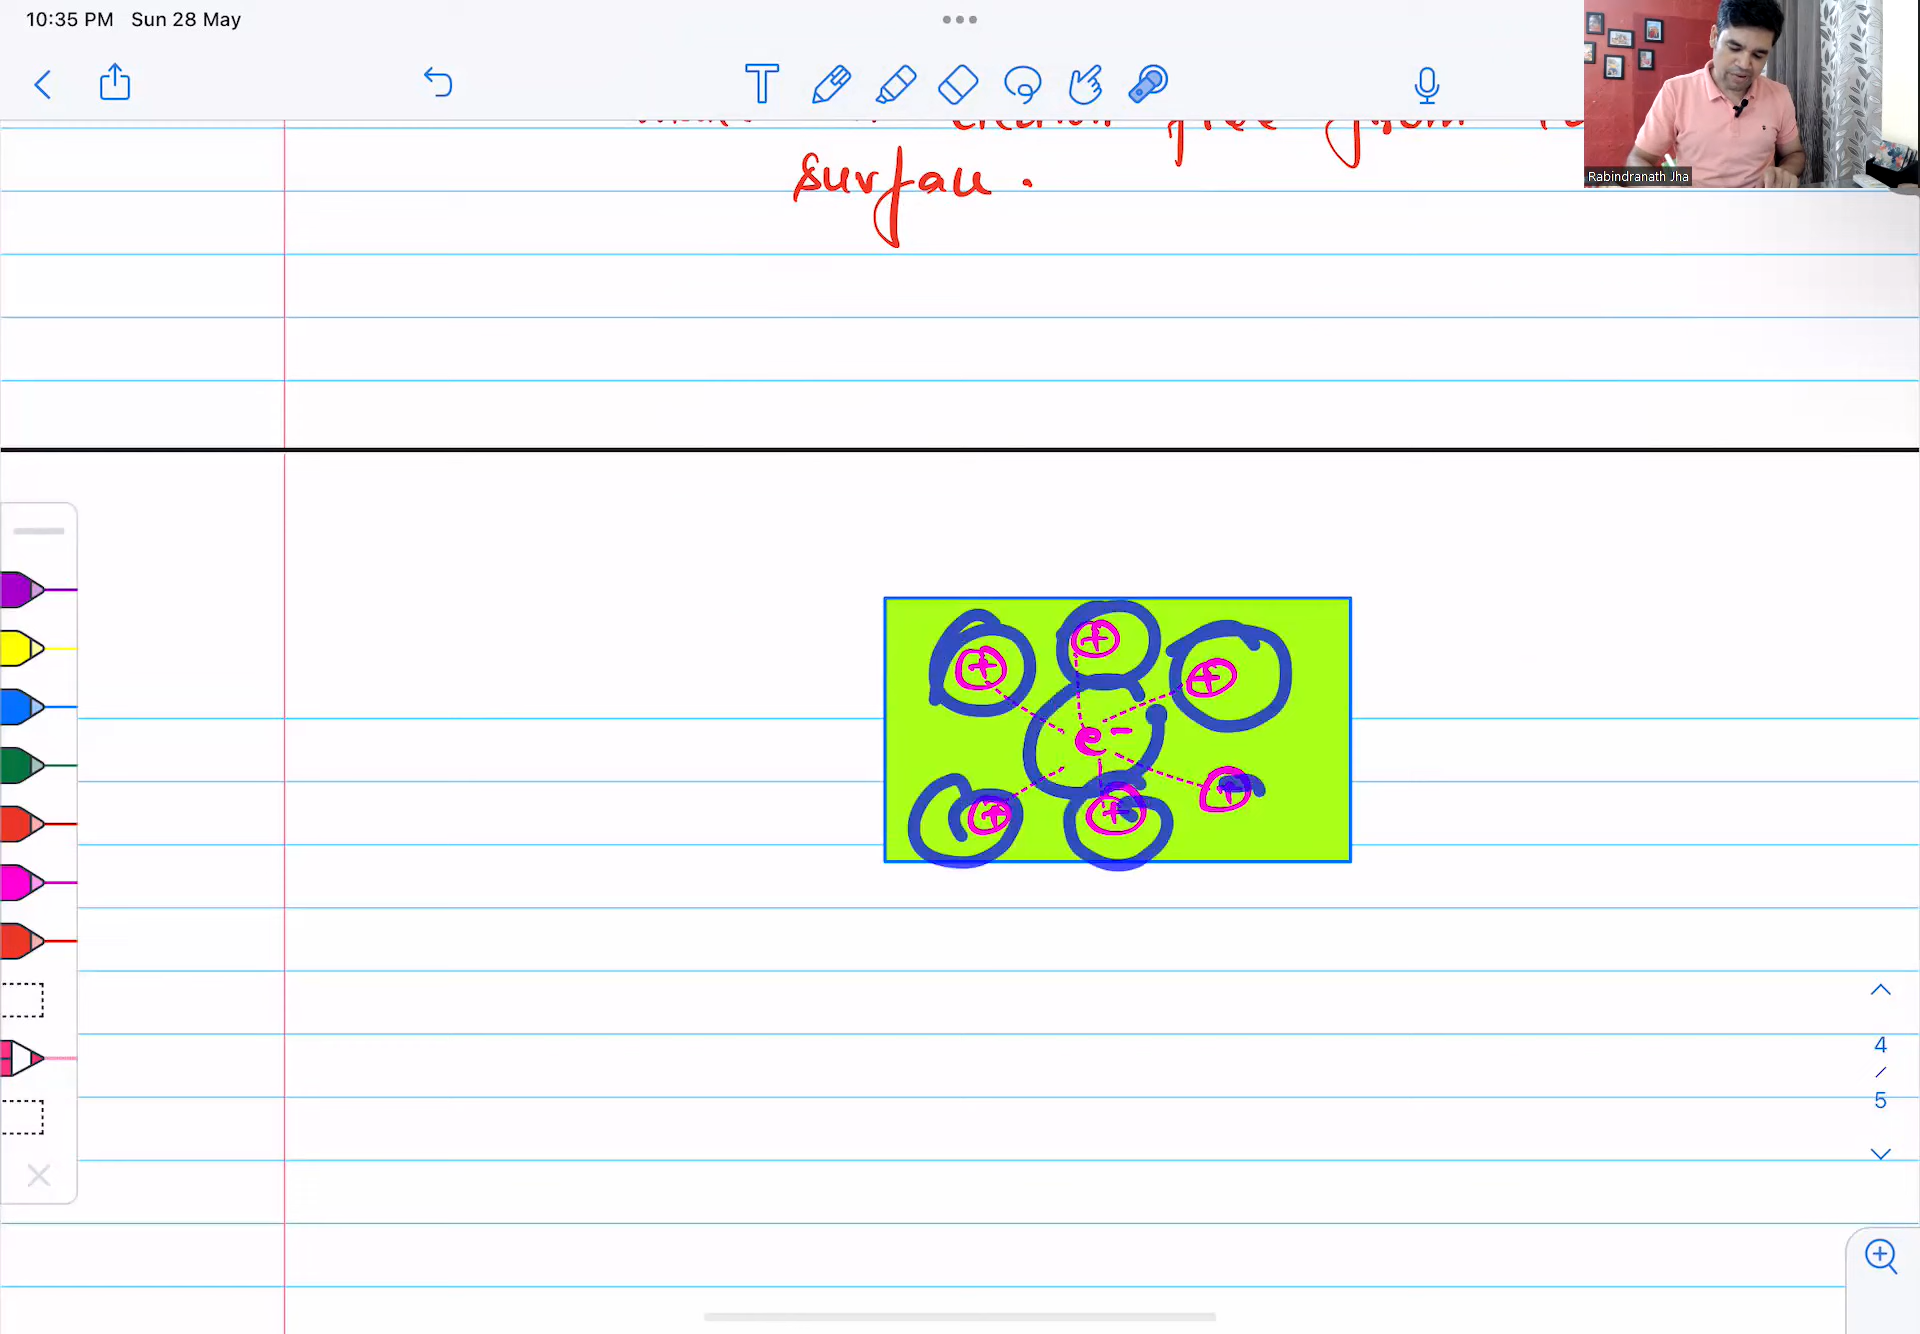 10:35 PM Sun 28 May
Rabindranath Jha
surface.
+ + +
e-
+ + +
4
/
5